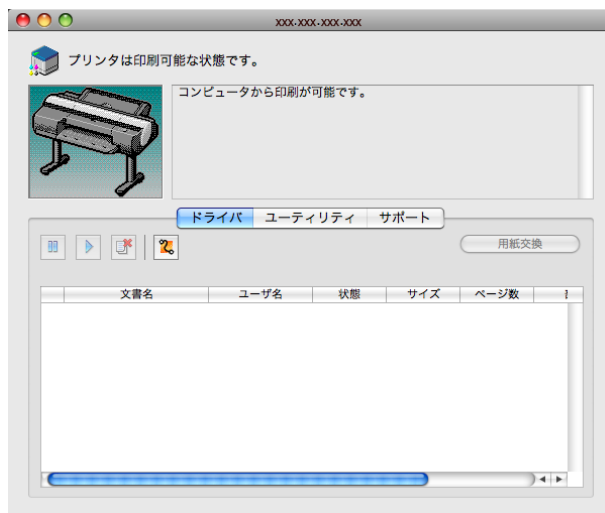 xxx.xxx.xxx.xxx
プリンタは印刷可能な状態です。
コンピュータから印刷が可能です。
ドライバ ユーティリティ サポート
用紙交換
文書名 ユーザ名 状態 サイズ ページ数